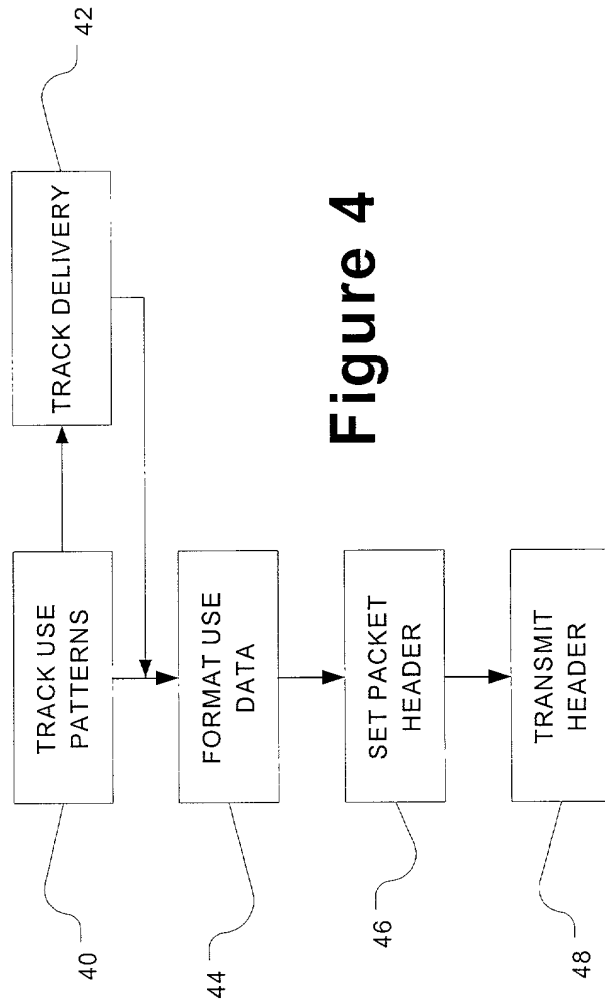 TRACK USE
PATTERNS
40
TRACK DELIVERY
42
FORMAT USE
DATA
44
SET PACKET
HEADER
46
TRANSMIT
HEADER
48
Figure 4